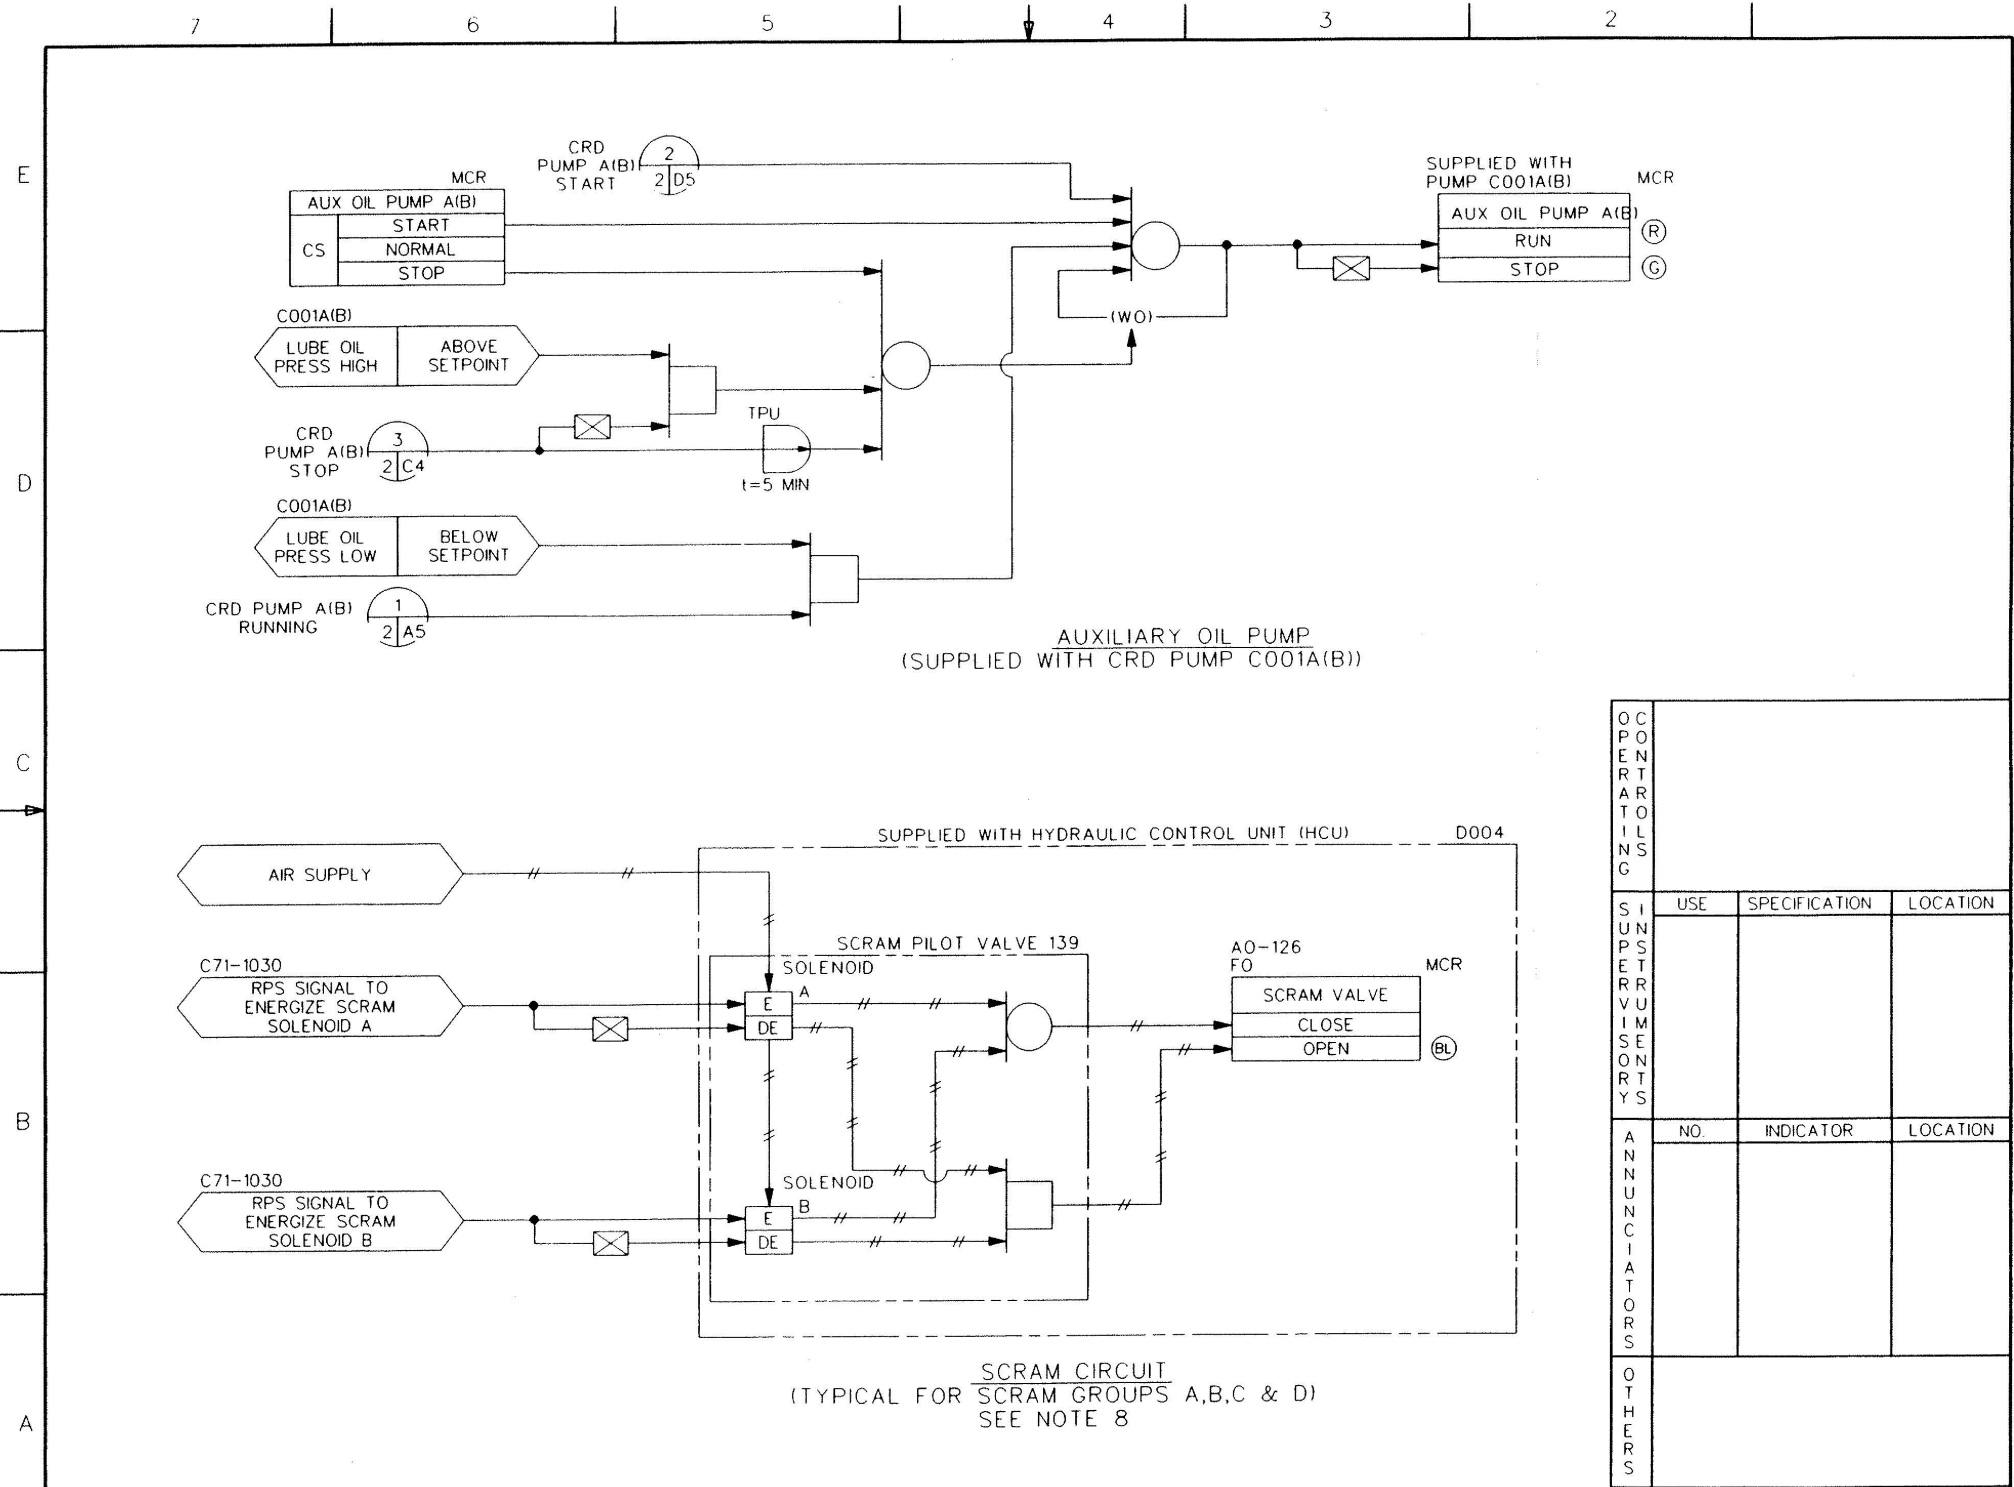 7 6 5 4 3 2
E
D
C
B
A
CRD
PUMP A(B)
START
2
2 D5
MCR
AUX OIL PUMP A(B)
CS
START
NORMAL
STOP
C001A(B)
LUBE OIL
PRESS HIGH
ABOVE
SETPOINT
CRD
PUMP A(B)
STOP
3
2 C4
TPU
t=5 MIN
C001A(B)
LUBE OIL
PRESS LOW
BELOW
SETPOINT
CRD PUMP A(B)
RUNNING
1
2 A5
(WO)
SUPPLIED WITH
PUMP C001A(B)
MCR
AUX OIL PUMP A(B)
RUN
R
STOP
G
AUXILIARY OIL PUMP
(SUPPLIED WITH CRD PUMP C001A(B))
SUPPLIED WITH HYDRAULIC CONTROL UNIT (HCU)
D004
AIR SUPPLY
SCRAM PILOT VALVE 139
C71-1030
RPS SIGNAL TO
ENERGIZE SCRAM
SOLENOID A
SOLENOID
A
E
DE
AO-126
FO
MCR
SCRAM VALVE
CLOSE
OPEN
BL
C71-1030
RPS SIGNAL TO
ENERGIZE SCRAM
SOLENOID B
SOLENOID
B
E
DE
SCRAM CIRCUIT
(TYPICAL FOR SCRAM GROUPS A,B,C & D)
SEE NOTE 8
OPERATING
CONTROLS
SUPERVISORY
INSTRUMENTS
USE
SPECIFICATION
LOCATION
ANNUNCIATORS
NO.
INDICATOR
LOCATION
OTHERS